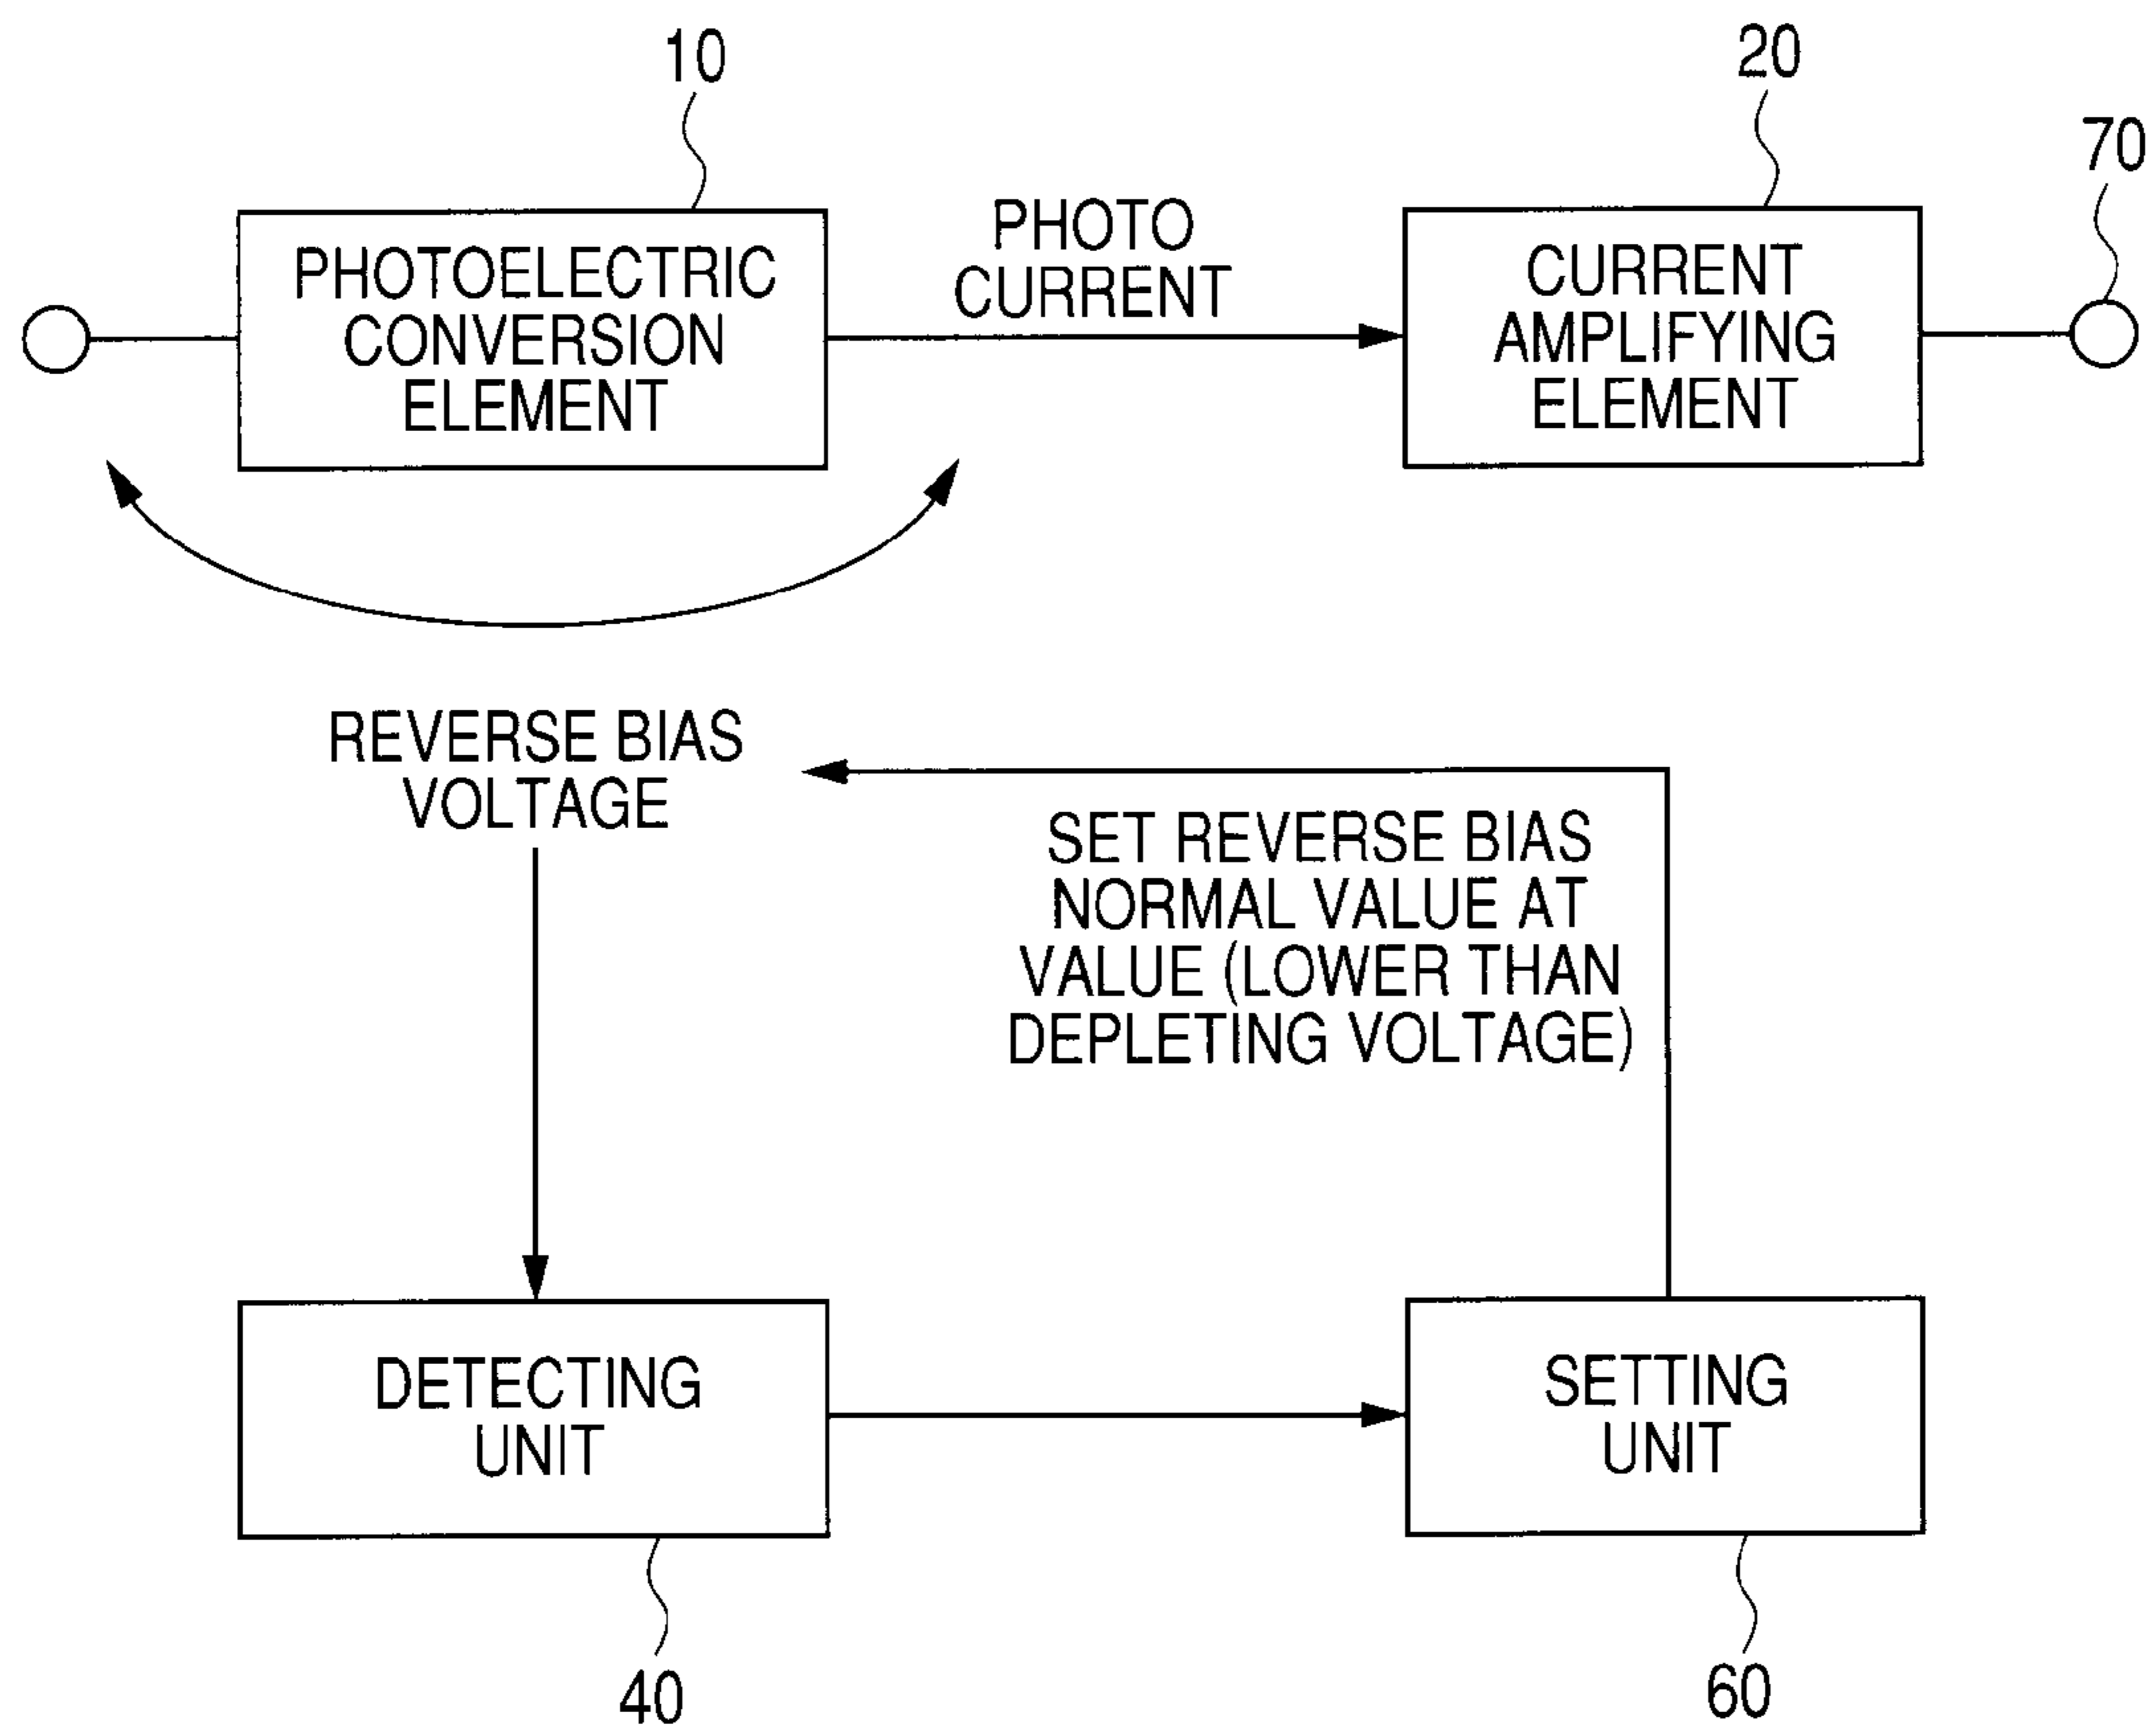 10
20
70
PHOTOELECTRIC
CONVERSION
ELEMENT
PHOTO
CURRENT
CURRENT
AMPLIFYING
ELEMENT
REVERSE BIAS
VOLTAGE
SET REVERSE BIAS
NORMAL VALUE AT
VALUE (LOWER THAN
DEPLETING VOLTAGE)
DETECTING
UNIT
SETTING
UNIT
40
60